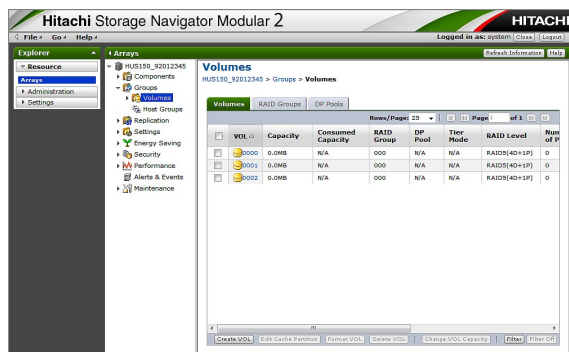 Hitachi Storage Navigator Modular 2
HITACHI
File Go Help
Logged in as: system Close Logout
Explorer
Arrays
Refresh Information Help
Resource
Arrays
Administration
Settings
HUS150_92012345
Components
Groups
Volumes
Host Groups
Replication
Settings
Energy Saving
Security
Performance
Alerts & Events
Maintenance
Volumes
HUS150_92012345 > Groups > Volumes
Volumes RAID Groups DP Pools
Rows/Page: 25 Page 1 of 1
VOL Capacity Consumed Capacity RAID Group DP Pool Tier Mode RAID Level Num of P
0000 0.0MB N/A 000 N/A N/A RAID5(4D+1P) 0
0001 0.0MB N/A 000 N/A N/A RAID5(4D+1P) 0
0002 0.0MB N/A 000 N/A N/A RAID5(4D+1P) 0
Create VOL Edit Cache Partition Format VOL Delete VOL Change VOL Capacity Filter Filter Off